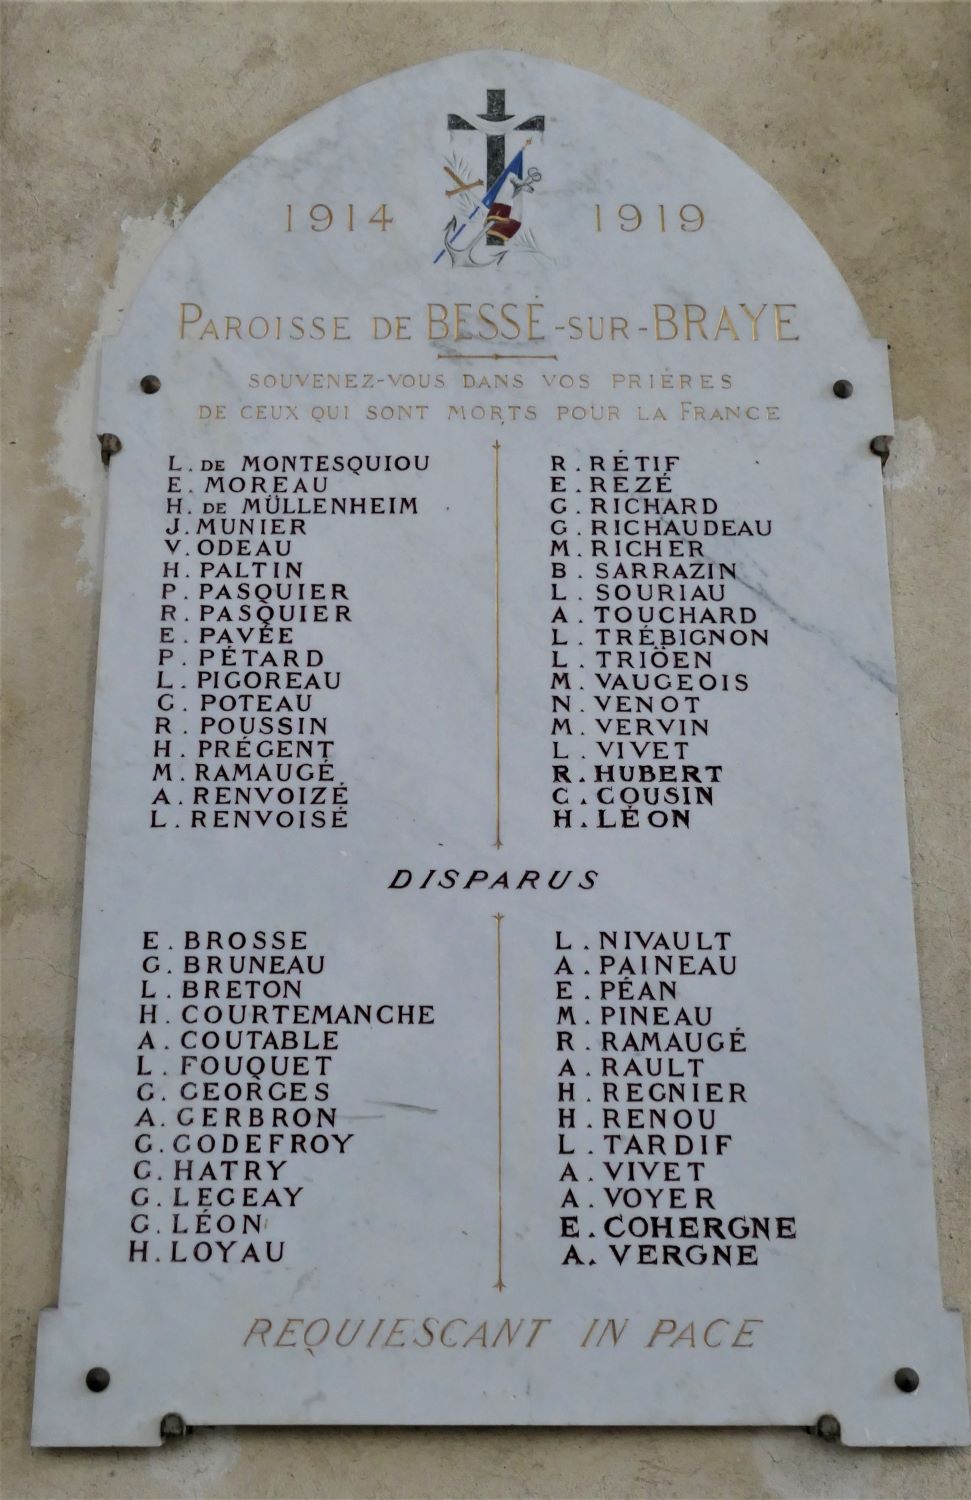 1914 1919
PAROISSE DE BESSÉ-SUR-BRAYE
SOUVENEZ-VOUS DANS VOS PRIÈRES
DE CEUX QUI SONT MORTS POUR LA FRANCE
L. DE MONTESQUIOU
E. MOREAU
H. DE MÜLLENHEIM
J. MUNIER
V. ODEAU
H. PALTIN
P. PASQUIER
R. PASQUIER
E. PAVÉE
P. PÉTARD
L. PIGOREAU
G. POTEAU
R. POUSSIN
H. PRÉGENT
M. RAMAUGÉ
A. RENVOIZÉ
L. RENVOISÉ
R. RÉTIF
E. REZÉ
G. RICHARD
G. RICHAUDEAU
M. RICHER
B. SARRAZIN
L. SOURIAU
A. TOUCHARD
L. TRÉBIGNON
L. TRIÖEN
M. VAUGEOIS
N. VENOT
M. VERVIN
L. VIVET
R. HUBERT
C. COUSIN
H. LÉON
DISPARUS
E. BROSSE
G. BRUNEAU
L. BRETON
H. COURTEMANCHE
A. COUTABLE
L. FOUQUET
G. GEORGES
A. GERBRON
G. GODEFROY
G. HATRY
G. LEGEAY
G. LÉON
H. LOYAU
L. NIVAULT
A. PAINEAU
E. PÉAN
M. PINEAU
R. RAMAUGÉ
A. RAULT
H. REGNIER
H. RENOU
L. TARDIF
A. VIVET
A. VOYER
E. COHERGNE
A. VERGNE
REQUIESCANT IN PACE